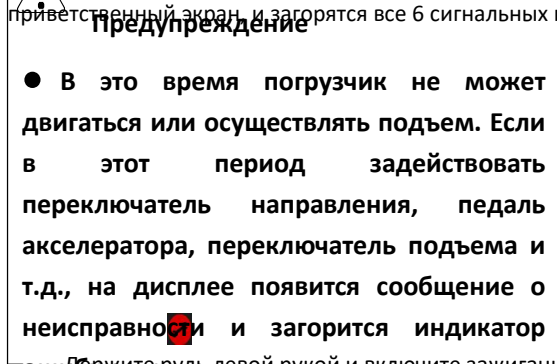 приветственный экран, и загорятся все 6 сигнальных
Предупреждение
● В это время погрузчик не может
двигаться или осуществлять подъем. Если
в этот период задействовать
переключатель направления, педаль
акселератора, переключатель подъема и
т.д., на дисплее появится сообщение о
неисправности и загорится индикатор
Держите руль левой рукой и включите